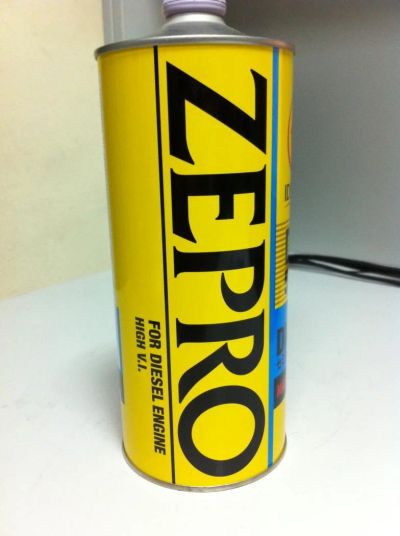 ZEPRO
FOR DIESEL ENGINE
HIGH V.I.